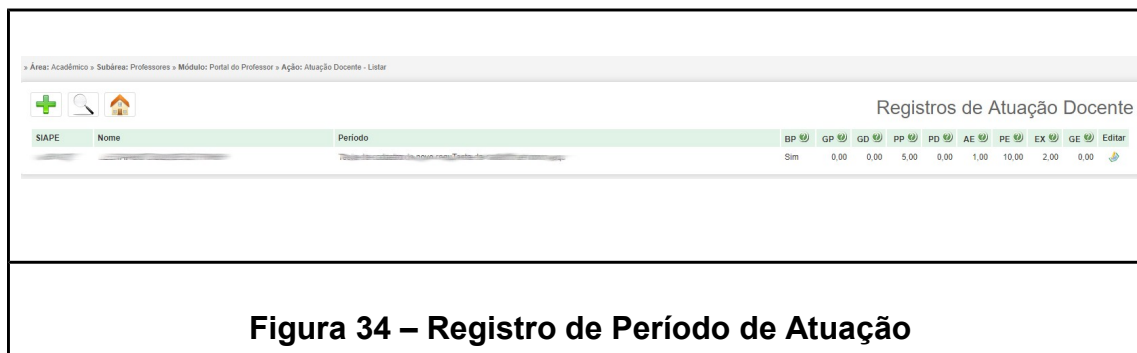 » Área: Acadêmico » Subárea: Professores » Módulo: Portal do Professor » Ação: Atuação Docente - Listar
Registros de Atuação Docente
SIAPE Nome Período BP GP GD PP PD AE PE EX GE Editar
Sim 0,00 0,00 5,00 0,00 1,00 10,00 2,00 0,00
Figura 34 – Registro de Período de Atuação